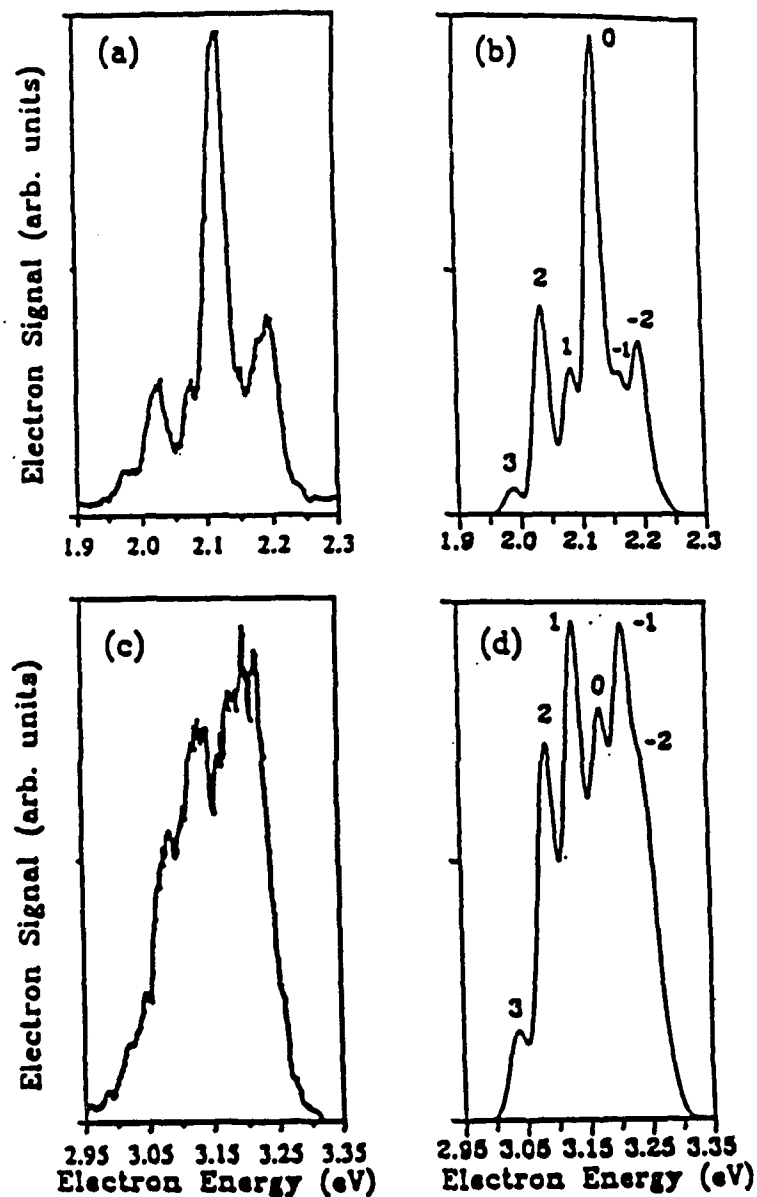 (a)
Electron Signal (arb. units)
1.9 2.0 2.1 2.2 2.3
(b)
0
2
1
-1
-2
3
1.9 2.0 2.1 2.2 2.3
(c)
Electron Signal (arb. units)
2.95 3.05 3.15 3.25 3.35
Electron Energy (eV)
(d)
1
-1
0
2
-2
3
2.95 3.05 3.15 3.25 3.35
Electron Energy (eV)